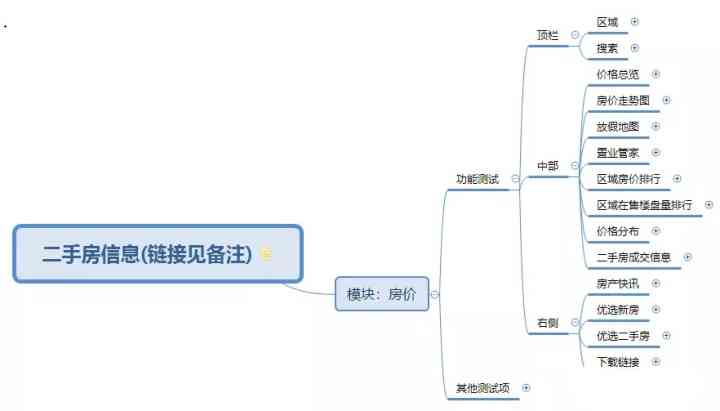 顶栏
区域
搜素
功能测试
中部
价格总览
房价走势图
放假地图
置业管家
区域房价排行
区域在售楼盘量排行
价格分布
二手房成交信息
二手房信息(链接见备注)
模块：房价
右侧
房产快讯
优选新房
优选二手房
下载链接
其他测试项